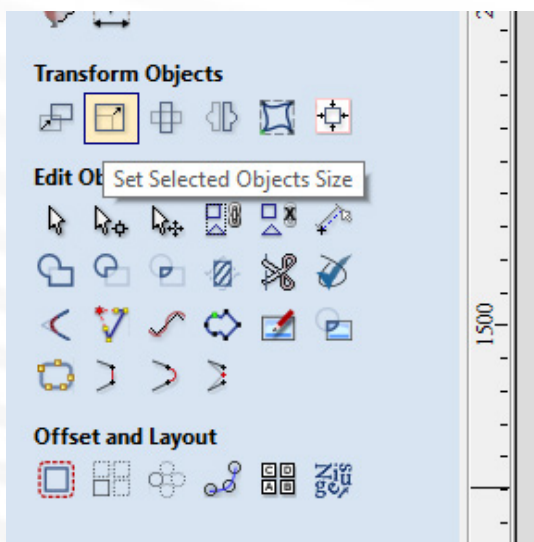 Transform Objects
Edit Ob
Set Selected Objects Size
1500
Offset and Layout
C D
A B